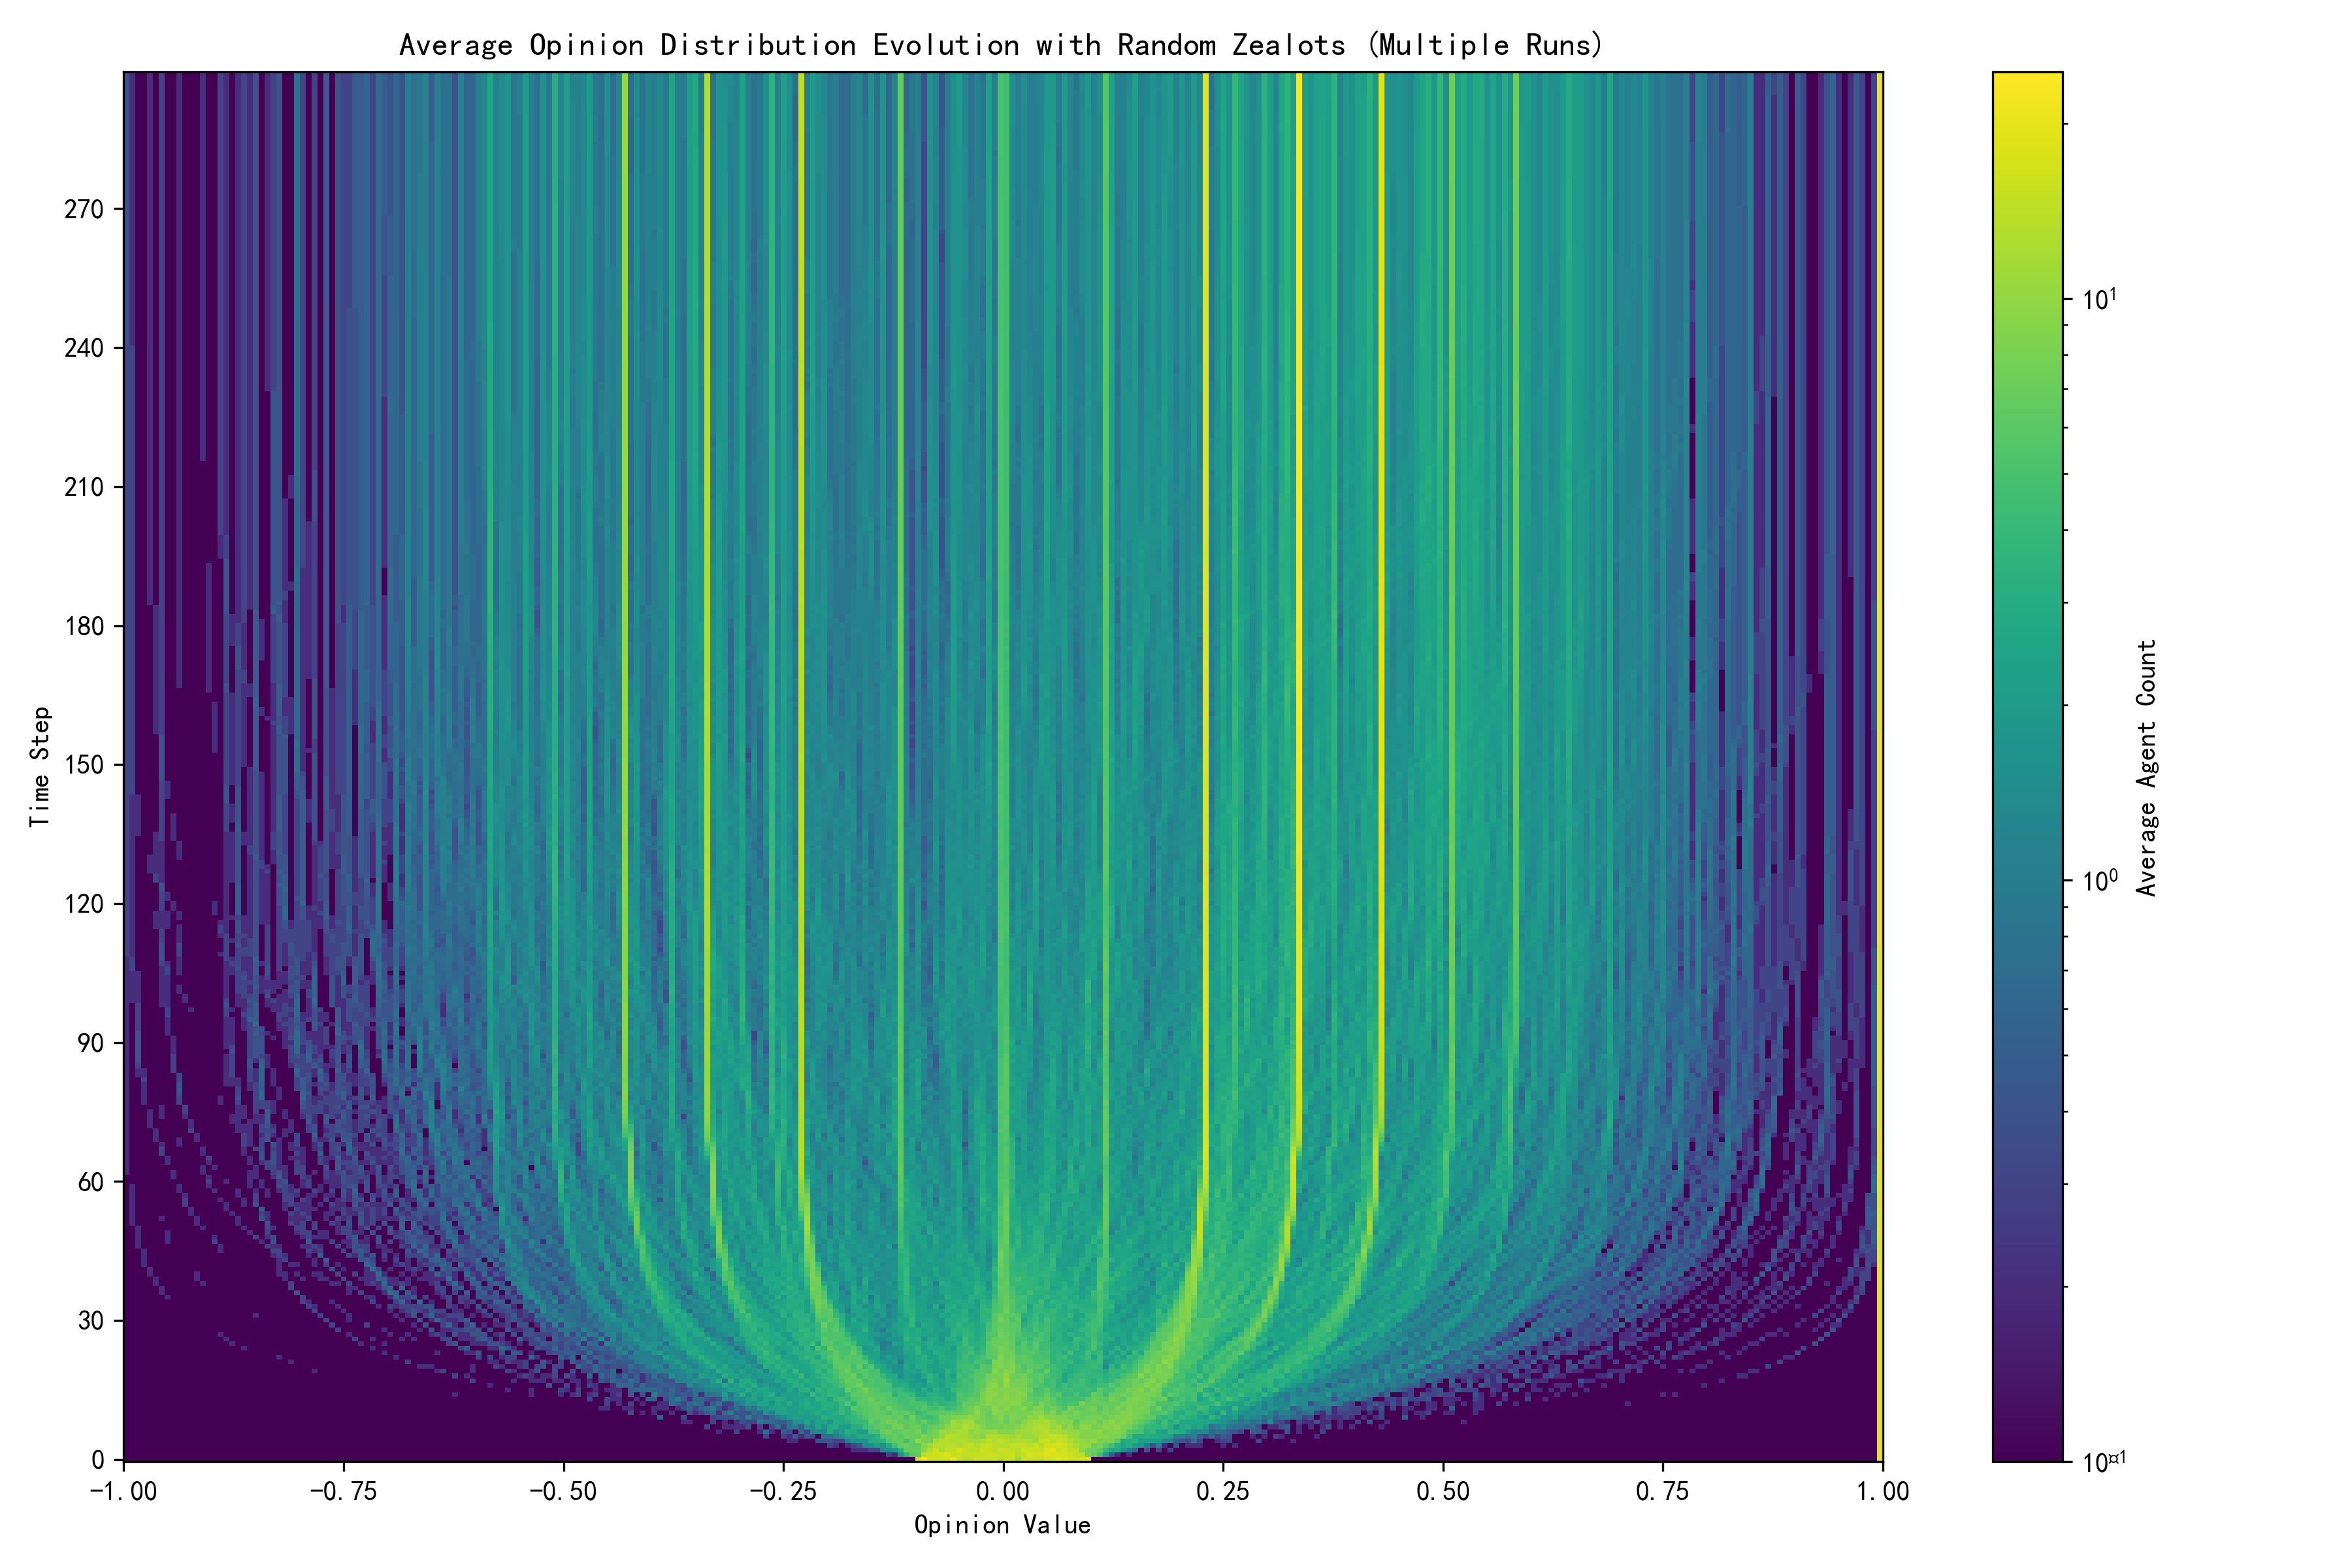 Average Opinion Distribution Evolution with Random Zealots (Multiple Runs)
270
240
210
180
150
120
90
60
30
0
Time Step
-1.00 -0.75 -0.50 -0.25 0.00 0.25 0.50 0.75 1.00
Opinion Value
10¹
10⁰
10¤¹
Average Agent Count